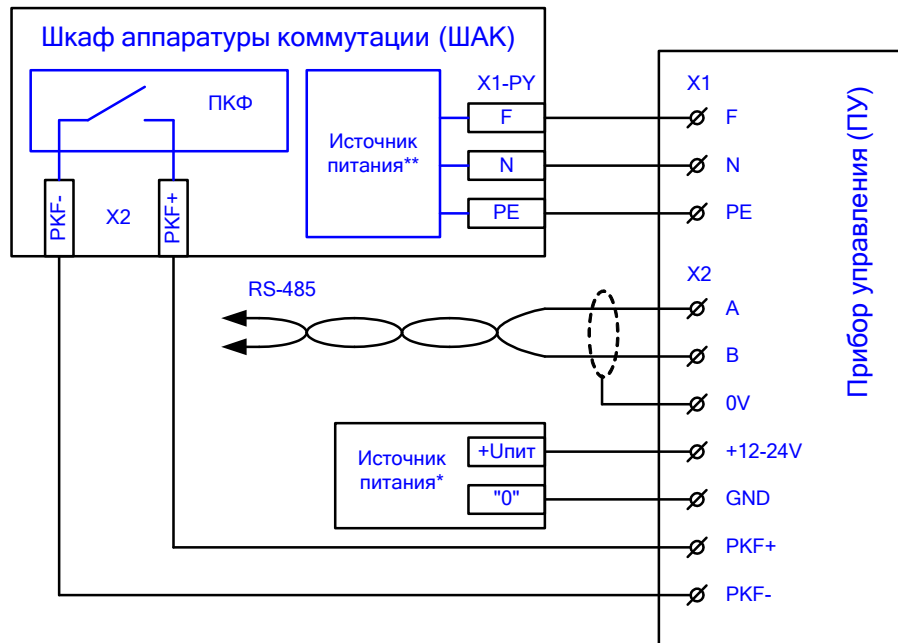 Шкаф аппаратуры коммутации (ШАК)
ПКФ
X1-PY
Источник
питания**
F
N
PE
PKF-
X2
PKF+
X1
F
N
PE
Прибор управления (ПУ)
RS-485
X2
A
B
0V
Источник
питания*
+Uпит
"0"
+12-24V
GND
PKF+
PKF-